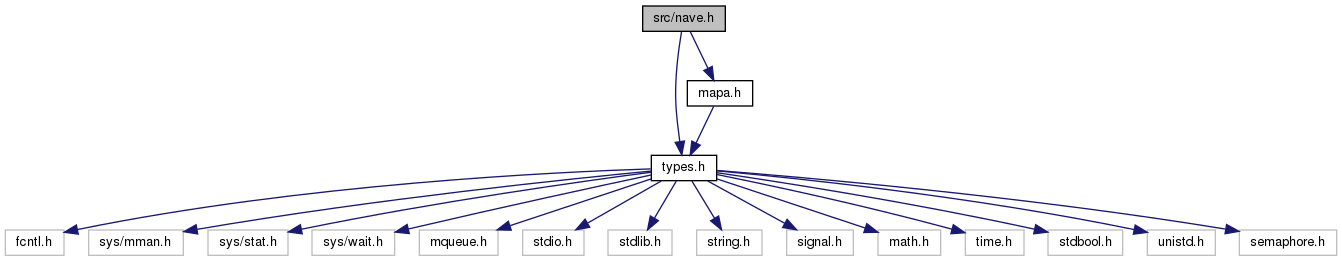 src/nave.h
mapa.h
types.h
fcntl.h
sys/mman.h
sys/stat.h
sys/wait.h
mqueue.h
stdio.h
stdlib.h
string.h
signal.h
math.h
time.h
stdbool.h
unistd.h
semaphore.h